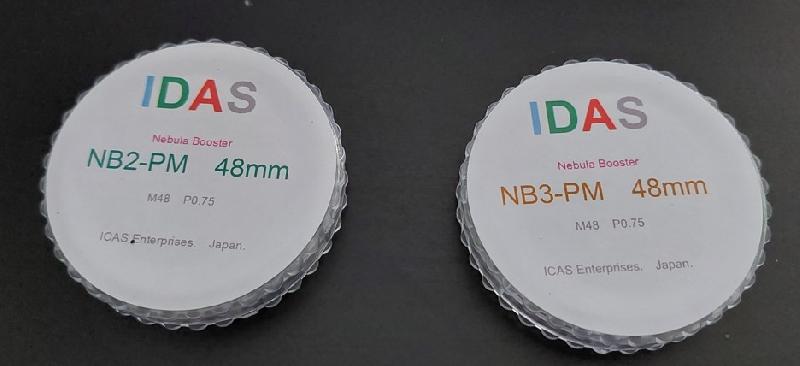 IDAS
Nebula Booster
NB2-PM 48mm
M48 P0.75
ICAS Enterprises. Japan.
IDAS
Nebula Booster
NB3-PM 48mm
M48 P0.75
ICAS Enterprises. Japan.